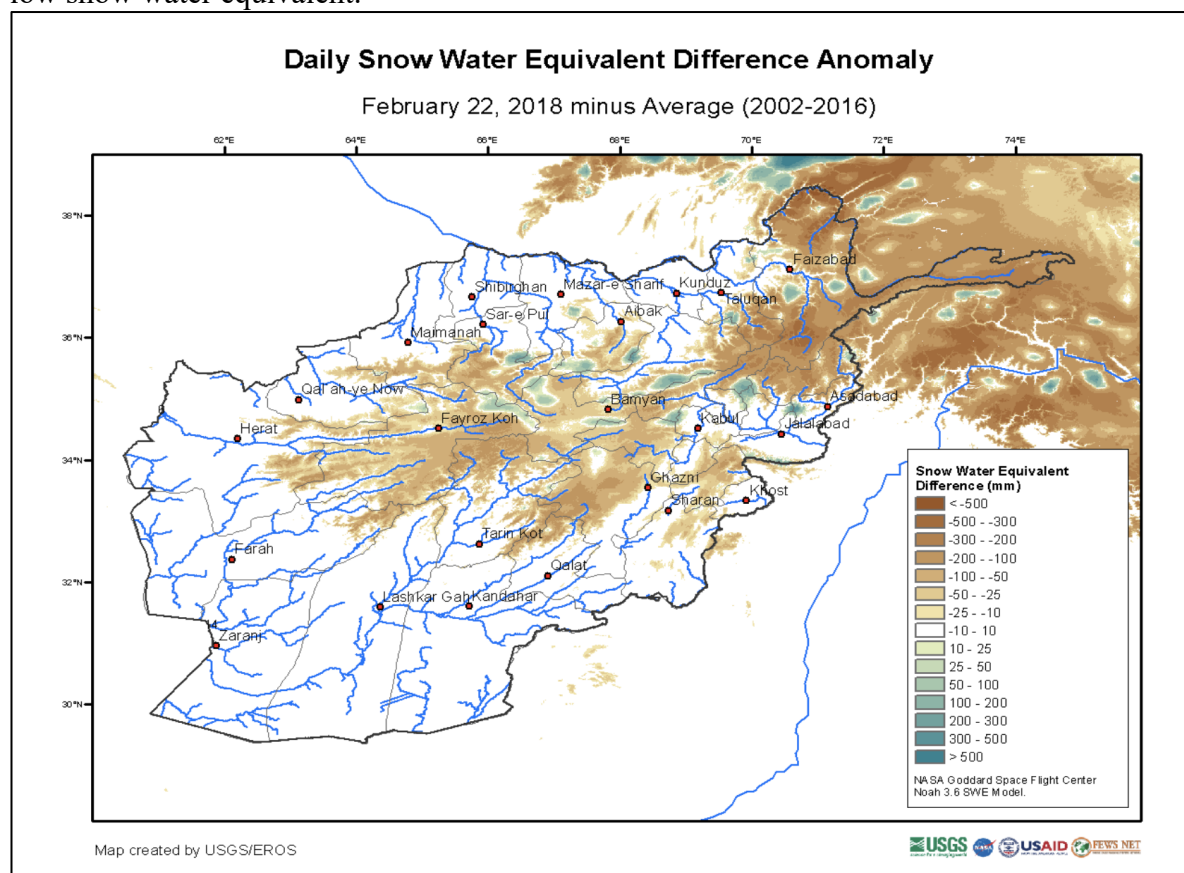 low snow water equivalent.
Daily Snow Water Equivalent Difference Anomaly
February 22, 2018 minus Average (2002-2016)
62°E 64°E 66°E 68°E 70°E 72°E 74°E
38°N
36°N
34°N
32°N
30°N
Faizabad
Shibirghan
Mazar-e Sharif
Kunduz
Taluqan
Sar-e Pul
Aibak
Maimanah
Qal'ah-ye Now
Bamyan
Asadabad
Herat
Fayroz Koh
Kabul
Jalalabad
Ghazni
Sharan
Khost
Farah
Tarin Kot
Qalat
Lashkar Gah
Kandahar
Zaranj
Snow Water Equivalent
Difference (mm)
< -500
-500 - -300
-300 - -200
-200 - -100
-100 - -50
-50 - -25
-25 - -10
-10 - 10
10 - 25
25 - 50
50 - 100
100 - 200
200 - 300
300 - 500
> 500
NASA Goddard Space Flight Center
Noah 3.6 SWE Model.
Map created by USGS/EROS
USGS
NASA
USAID
FEWS NET